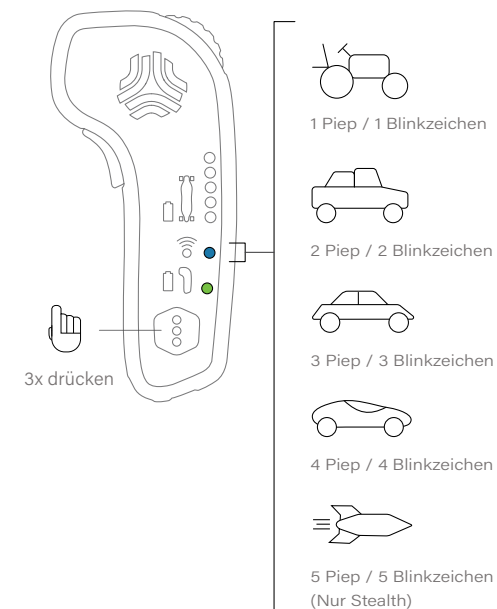 1 Piep / 1 Blinkzeichen
2 Piep / 2 Blinkzeichen
3x drücken
3 Piep / 3 Blinkzeichen
4 Piep / 4 Blinkzeichen
5 Piep / 5 Blinkzeichen
(Nur Stealth)